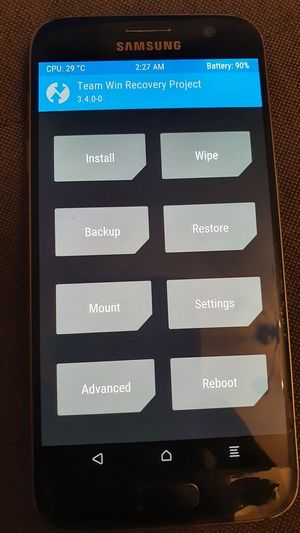 SAMSUNG
CPU: 29 °C 2:27 AM Battery: 90%
Team Win Recovery Project
3.4.0-0
Install Wipe
Backup Restore
Mount Settings
Advanced Reboot